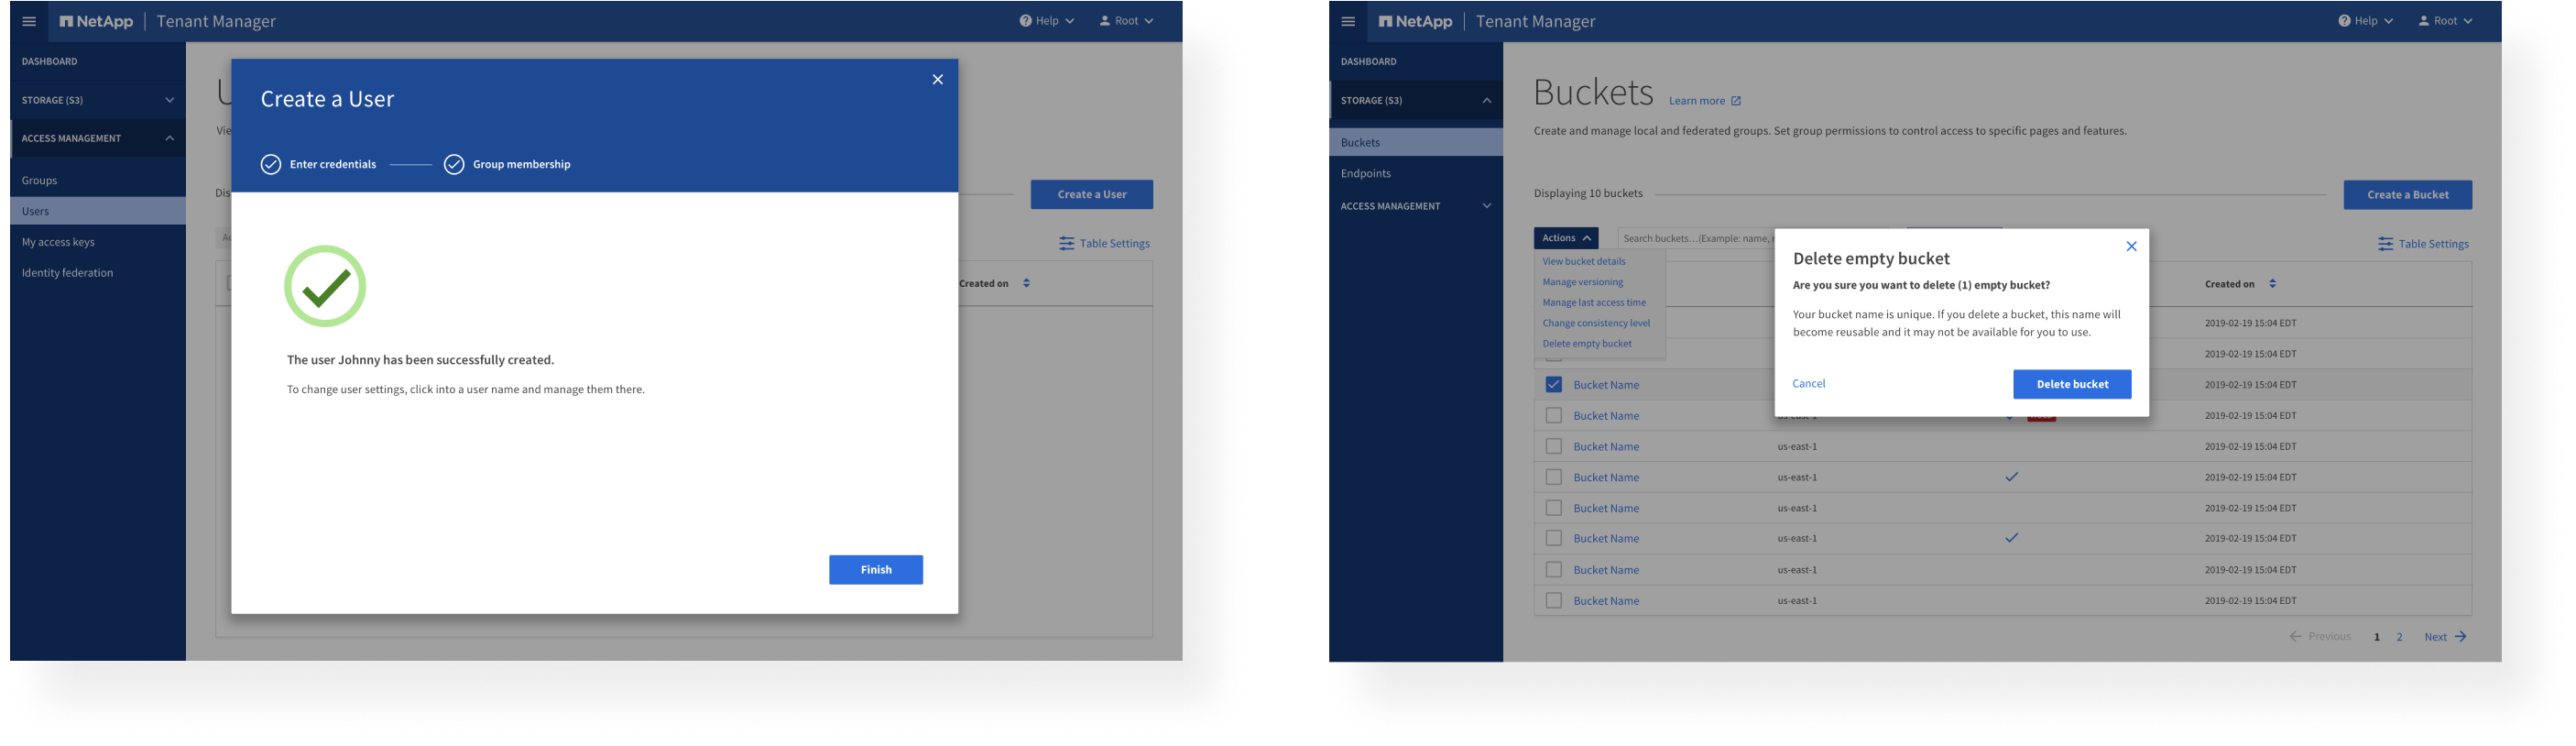 NetApp
Tenant Manager
Help
Root
DASHBOARD
STORAGE (S3)
ACCESS MANAGEMENT
Groups
Users
My access keys
Identity federation
Create a User
Enter credentials
Group membership
Create a User
Table Settings
Created on
The user Johnny has been successfully created.
To change user settings, click into a user name and manage them there.
Finish
NetApp
Tenant Manager
Help
Root
DASHBOARD
STORAGE (S3)
Buckets
Endpoints
ACCESS MANAGEMENT
Buckets
Learn more
Create and manage local and federated groups. Set group permissions to control access to specific pages and features.
Displaying 10 buckets
Create a Bucket
Actions
Search buckets...(Example: name,
Table Settings
View bucket details
Manage versioning
Manage last access time
Change consistency level
Delete empty bucket
Delete empty bucket
Are you sure you want to delete (1) empty bucket?
Your bucket name is unique. If you delete a bucket, this name will
become reusable and it may not be available for you to use.
Cancel
Delete bucket
Created on
2019-02-19 15:04 EDT
2019-02-19 15:04 EDT
Bucket Name 2019-02-19 15:04 EDT
Bucket Name us-east-1 2019-02-19 15:04 EDT
Bucket Name us-east-1 2019-02-19 15:04 EDT
Bucket Name us-east-1 2019-02-19 15:04 EDT
Bucket Name us-east-1 2019-02-19 15:04 EDT
Bucket Name us-east-1 2019-02-19 15:04 EDT
Bucket Name us-east-1 2019-02-19 15:04 EDT
Bucket Name us-east-1 2019-02-19 15:04 EDT
Previous 1 2 Next